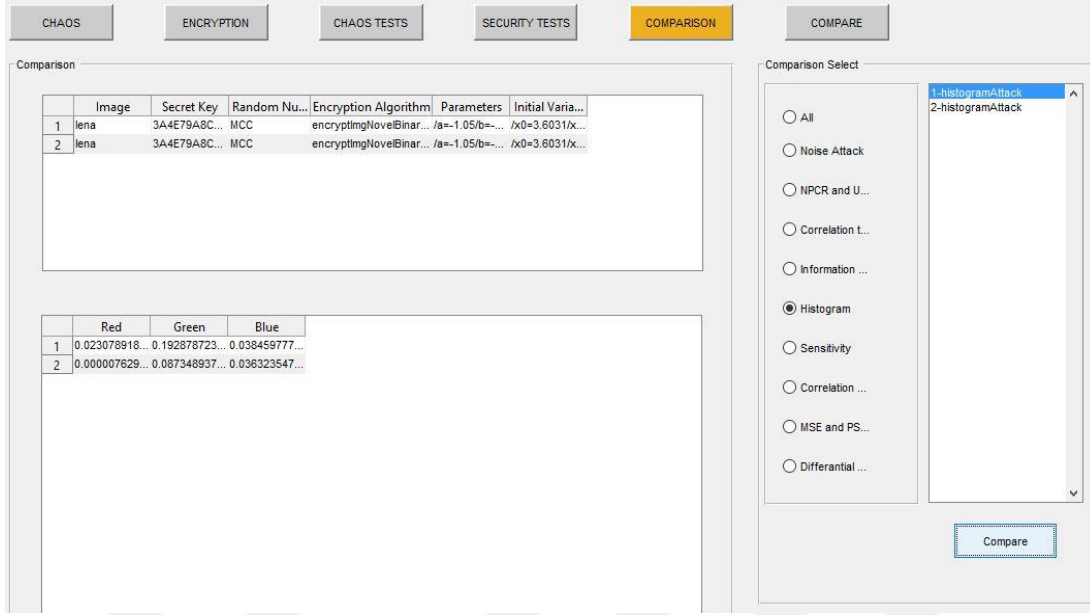 CHAOS ENCRYPTION CHAOS TESTS SECURITY TESTS COMPARISON COMPARE
Comparison
Image Secret Key Random Nu... Encryption Algorithm Parameters Initial Varia...
1 lena 3A4E79A8C... MCC encryptImgNovelBinar... /a=-1.05/b=-... /x0=3.6031/x...
2 lena 3A4E79A8C... MCC encryptImgNovelBinar... /a=-1.05/b=-... /x0=3.6031/x...
Red Green Blue
1 0.023078918... 0.192878723... 0.038459777...
2 0.000007629... 0.087348937... 0.036323547...
Comparison Select
All
Noise Attack
NPCR and U...
Correlation t...
Information ...
Histogram
Sensitivity
Correlation ...
MSE and PS...
Differantial ...
1-histogramAttack
2-histogramAttack
Compare